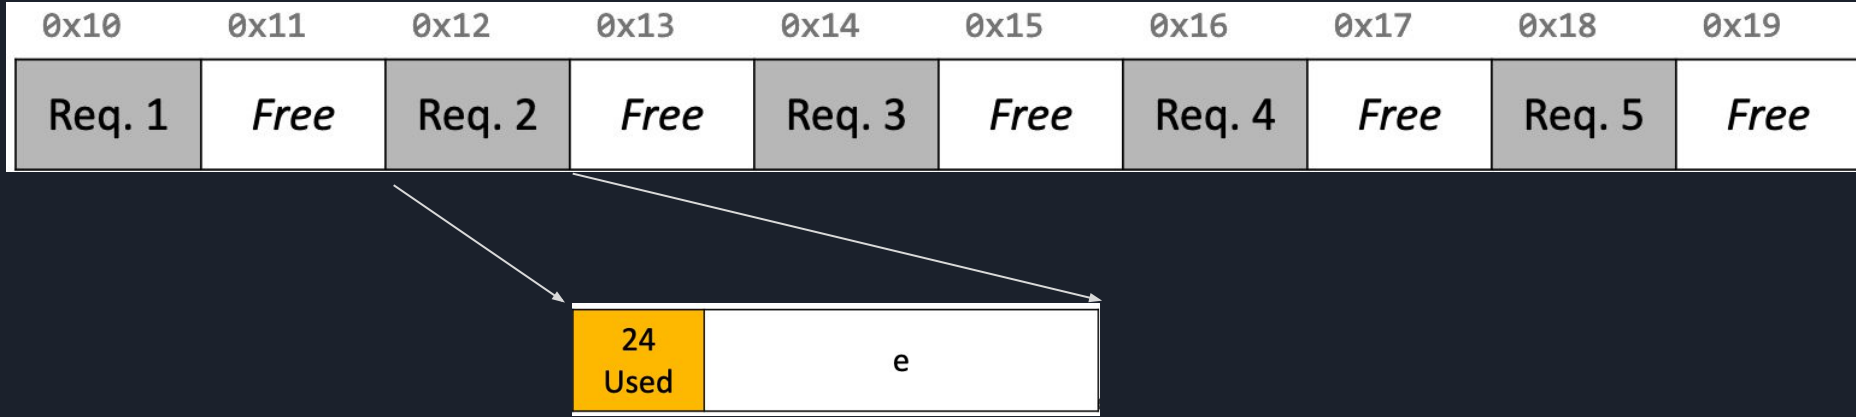 0x10 0x11 0x12 0x13 0x14 0x15 0x16 0x17 0x18 0x19
Req. 1 Free Req. 2 Free Req. 3 Free Req. 4 Free Req. 5 Free
24
Used
e